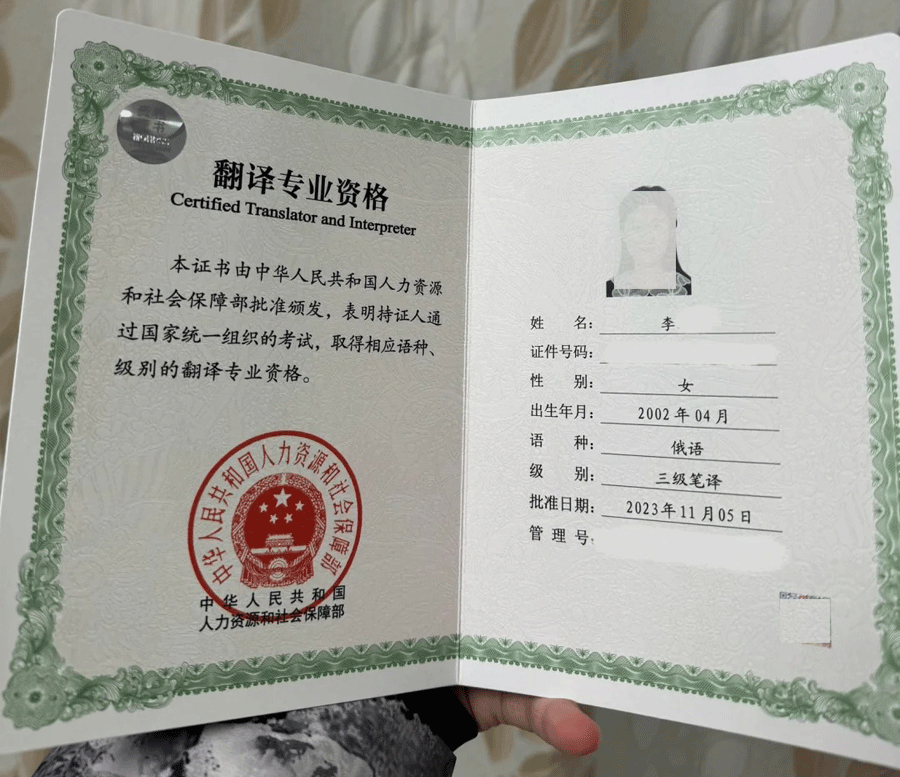 翻译专业资格
Certified Translator and Interpreter
本证书由中华人民共和国人力资源
和社会保障部批准颁发，表明持证人通
过国家统一组织的考试，取得相应语种、
级别的翻译专业资格。
中华人民共和国人力资源和社会保障部
中华人民共和国
人力资源和社会保障部
姓名：李
证件号码：
性别：女
出生年月：2002年04月
语种：俄语
级别：三级笔译
批准日期：2023年11月05日
管理号：